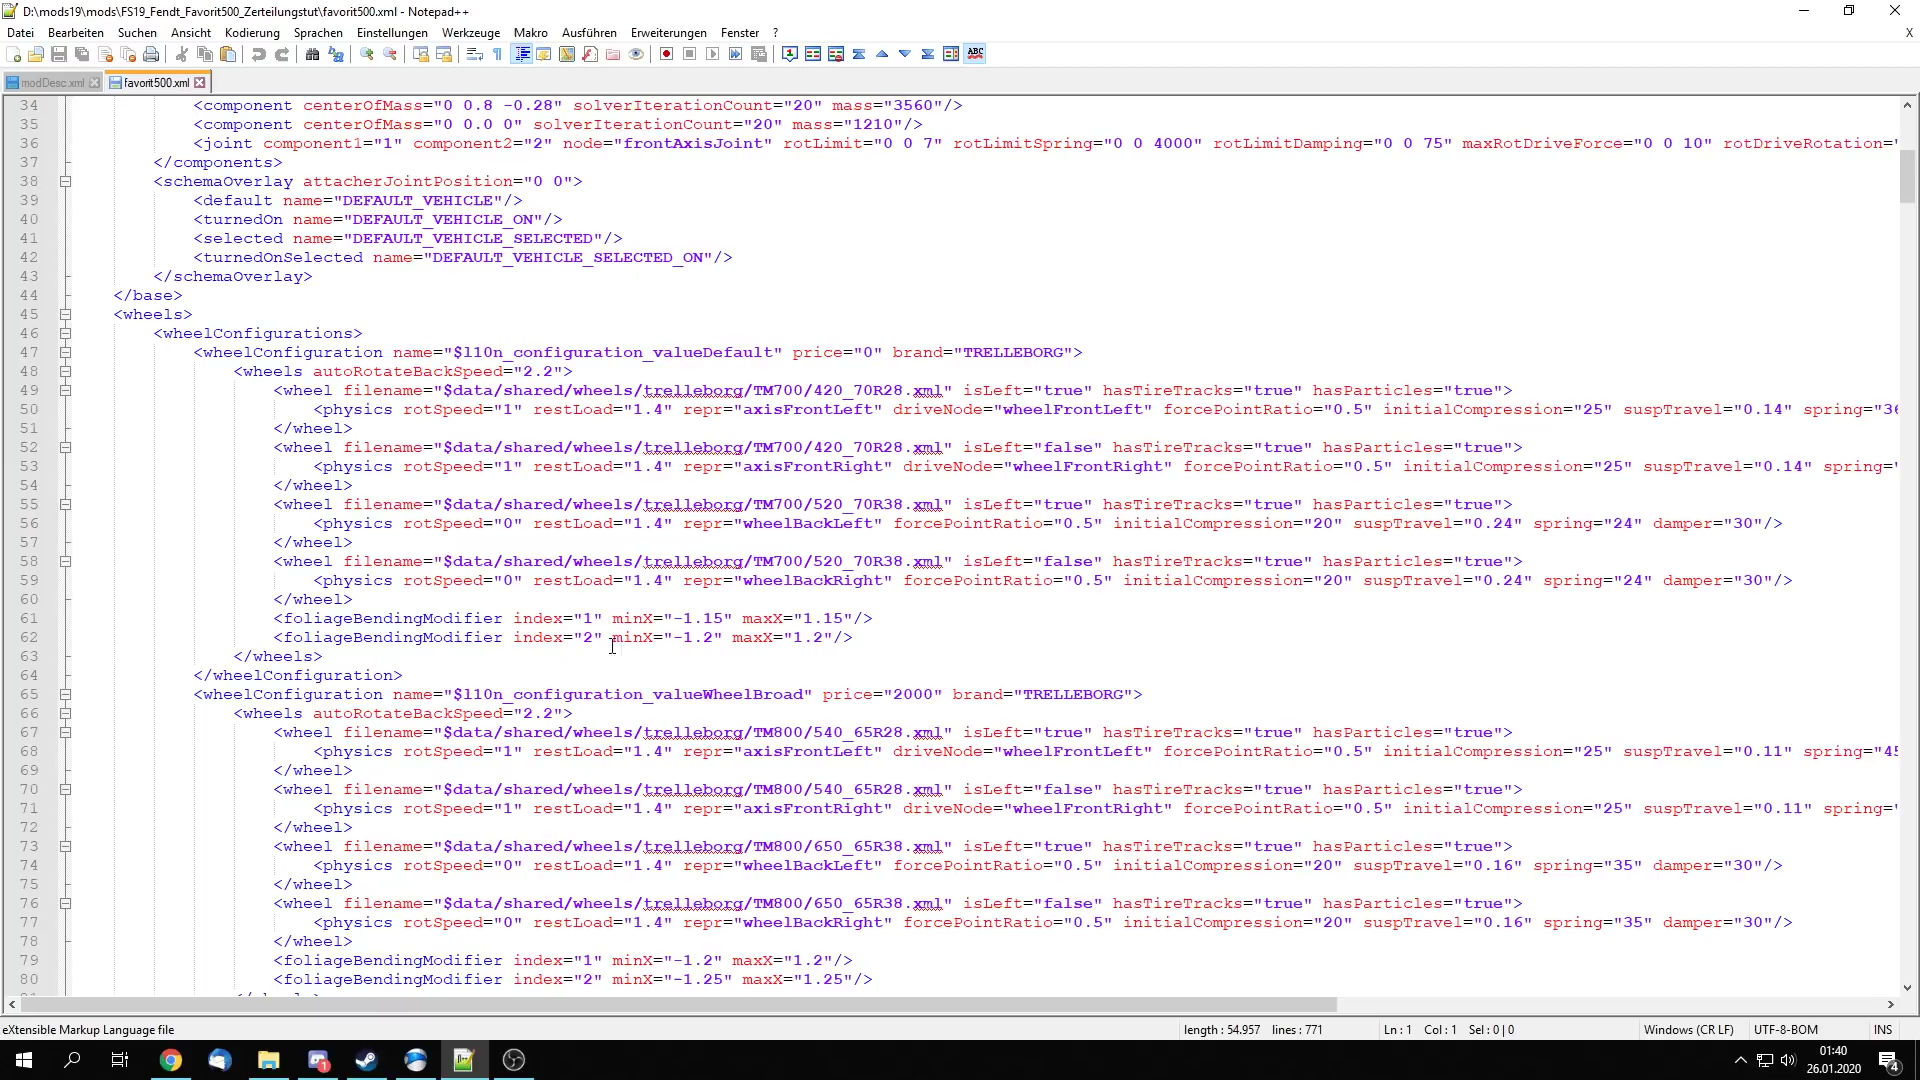 D:\mods19\mods\FS19_Fendt_Favorit500_Zerteilungstut\favorit500.xml - Notepad++
Datei Bearbeiten Suchen Ansicht Kodierung Sprachen Einstellungen Werkzeuge Makro Ausführen Erweiterungen Fenster ? X
modDesc.xml favorit500.xml
34 <component centerOfMass="0 0.8 -0.28" solverIterationCount="20" mass="3560"/>
35 <component centerOfMass="0 0.0 0" solverIterationCount="20" mass="1210"/>
36 <joint component1="1" component2="2" node="frontAxisJoint" rotLimit="0 0 7" rotLimitSpring="0 0 4000" rotLimitDamping="0 0 75" maxRotDriveForce="0 0 10" rotDriveRotation="
37 </components>
38 <schemaOverlay attacherJointPosition="0 0">
39 <default name="DEFAULT_VEHICLE"/>
40 <turnedOn name="DEFAULT_VEHICLE_ON"/>
41 <selected name="DEFAULT_VEHICLE_SELECTED"/>
42 <turnedOnSelected name="DEFAULT_VEHICLE_SELECTED_ON"/>
43 </schemaOverlay>
44 </base>
45 <wheels>
46 <wheelConfigurations>
47 <wheelConfiguration name="$l10n_configuration_valueDefault" price="0" brand="TRELLEBORG">
48 <wheels autoRotateBackSpeed="2.2">
49 <wheel filename="$data/shared/wheels/trelleborg/TM700/420_70R28.xml" isLeft="true" hasTireTracks="true" hasParticles="true">
50 <physics rotSpeed="1" restLoad="1.4" repr="axisFrontLeft" driveNode="wheelFrontLeft" forcePointRatio="0.5" initialCompression="25" suspTravel="0.14" spring="36
51 </wheel>
52 <wheel filename="$data/shared/wheels/trelleborg/TM700/420_70R28.xml" isLeft="false" hasTireTracks="true" hasParticles="true">
53 <physics rotSpeed="1" restLoad="1.4" repr="axisFrontRight" driveNode="wheelFrontRight" forcePointRatio="0.5" initialCompression="25" suspTravel="0.14" spring="
54 </wheel>
55 <wheel filename="$data/shared/wheels/trelleborg/TM700/520_70R38.xml" isLeft="true" hasTireTracks="true" hasParticles="true">
56 <physics rotSpeed="0" restLoad="1.4" repr="wheelBackLeft" forcePointRatio="0.5" initialCompression="20" suspTravel="0.24" spring="24" damper="30"/>
57 </wheel>
58 <wheel filename="$data/shared/wheels/trelleborg/TM700/520_70R38.xml" isLeft="false" hasTireTracks="true" hasParticles="true">
59 <physics rotSpeed="0" restLoad="1.4" repr="wheelBackRight" forcePointRatio="0.5" initialCompression="20" suspTravel="0.24" spring="24" damper="30"/>
60 </wheel>
61 <foliageBendingModifier index="1" minX="-1.15" maxX="1.15"/>
62 <foliageBendingModifier index="2" minX="-1.2" maxX="1.2"/>
63 </wheels>
64 </wheelConfiguration>
65 <wheelConfiguration name="$l10n_configuration_valueWheelBroad" price="2000" brand="TRELLEBORG">
66 <wheels autoRotateBackSpeed="2.2">
67 <wheel filename="$data/shared/wheels/trelleborg/TM800/540_65R28.xml" isLeft="true" hasTireTracks="true" hasParticles="true">
68 <physics rotSpeed="1" restLoad="1.4" repr="axisFrontLeft" driveNode="wheelFrontLeft" forcePointRatio="0.5" initialCompression="25" suspTravel="0.11" spring="45
69 </wheel>
70 <wheel filename="$data/shared/wheels/trelleborg/TM800/540_65R28.xml" isLeft="false" hasTireTracks="true" hasParticles="true">
71 <physics rotSpeed="1" restLoad="1.4" repr="axisFrontRight" driveNode="wheelFrontRight" forcePointRatio="0.5" initialCompression="25" suspTravel="0.11" spring="
72 </wheel>
73 <wheel filename="$data/shared/wheels/trelleborg/TM800/650_65R38.xml" isLeft="true" hasTireTracks="true" hasParticles="true">
74 <physics rotSpeed="0" restLoad="1.4" repr="wheelBackLeft" forcePointRatio="0.5" initialCompression="20" suspTravel="0.16" spring="35" damper="30"/>
75 </wheel>
76 <wheel filename="$data/shared/wheels/trelleborg/TM800/650_65R38.xml" isLeft="false" hasTireTracks="true" hasParticles="true">
77 <physics rotSpeed="0" restLoad="1.4" repr="wheelBackRight" forcePointRatio="0.5" initialCompression="20" suspTravel="0.16" spring="35" damper="30"/>
78 </wheel>
79 <foliageBendingModifier index="1" minX="-1.2" maxX="1.2"/>
80 <foliageBendingModifier index="2" minX="-1.25" maxX="1.25"/>
eXtensible Markup Language file length : 54.957 lines : 771 Ln : 1 Col : 1 Sel : 0 | 0 Windows (CR LF) UTF-8-BOM INS
01:40
26.01.2020
4